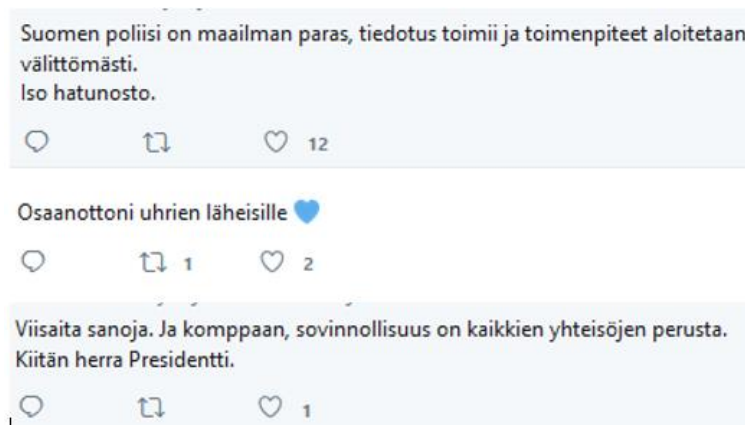 Suomen poliisi on maailman paras, tiedotus toimii ja toimenpiteet aloitetaan
välittömästi.
Iso hatunosto.
12
Osaanottoni uhrien läheisille 💙
1 2
Viisaita sanoja. Ja komppaan, sovinnollisuus on kaikkien yhteisöjen perusta.
Kiitän herra Presidentti.
1